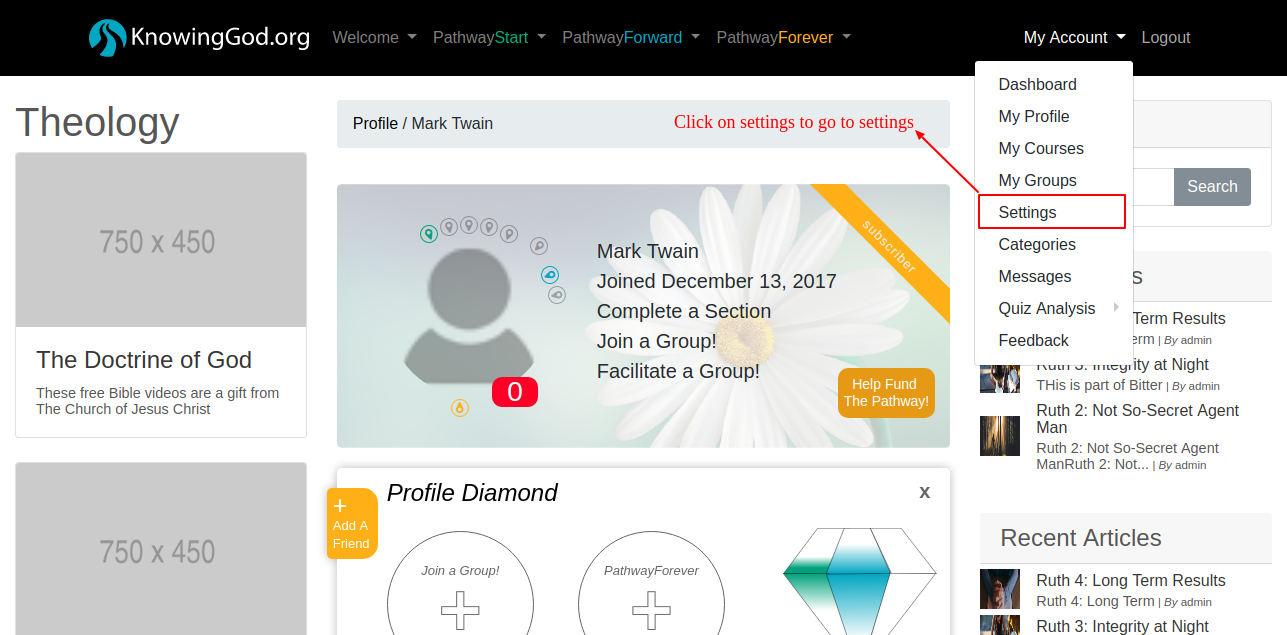 KnowingGod.org
Welcome
PathwayStart
PathwayForward
PathwayForever
My Account
Logout
Dashboard
My Profile
My Courses
My Groups
Settings
Categories
Messages
Quiz Analysis
Feedback
Theology
750 x 450
The Doctrine of God
These free Bible videos are a gift from
The Church of Jesus Christ
750 x 450
Profile / Mark Twain
Click on settings to go to settings
subscriber
Mark Twain
Joined December 13, 2017
Complete a Section
Join a Group!
Facilitate a Group!
0
Help Fund
The Pathway!
+
Add A
Friend
Profile Diamond
x
Join a Group!
PathwayForever
Search
Term Results
| By admin
Ruth 3: Integrity at Night
THis is part of Bitter | By admin
Ruth 2: Not So-Secret Agent
Man
Ruth 2: Not So-Secret Agent
ManRuth 2: Not... | By admin
Recent Articles
Ruth 4: Long Term Results
Ruth 4: Long Term | By admin
Ruth 3: Integrity at Night